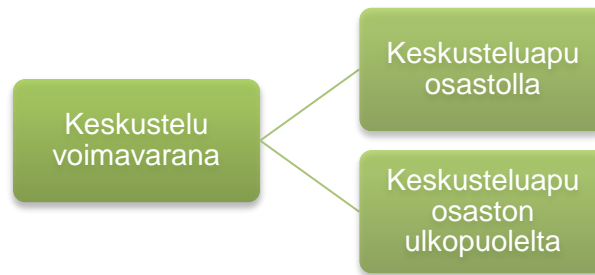 Keskustelu
voimavarana
Keskusteluapu
osastolla
Keskusteluapu
osaston
ulkopuolelta